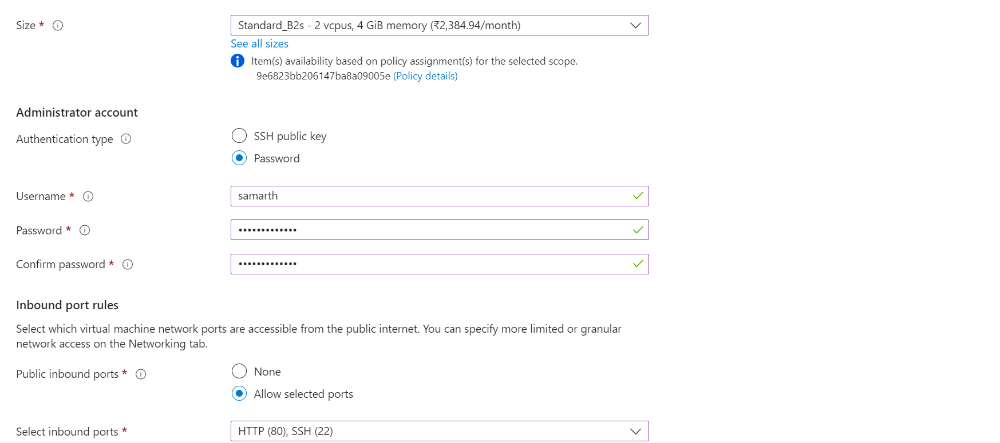 Size *
Standard_B2s - 2 vcpus, 4 GiB memory (₹2,384.94/month)
See all sizes
Item(s) availability based on policy assignment(s) for the selected scope.
9e6823bb206147ba8a09005e (Policy details)
Administrator account
Authentication type
SSH public key
Password
Username *
samarth
Password *
•••••••••••••
Confirm password *
•••••••••••••
Inbound port rules
Select which virtual machine network ports are accessible from the public internet. You can specify more limited or granular
network access on the Networking tab.
Public inbound ports *
None
Allow selected ports
Select inbound ports *
HTTP (80), SSH (22)